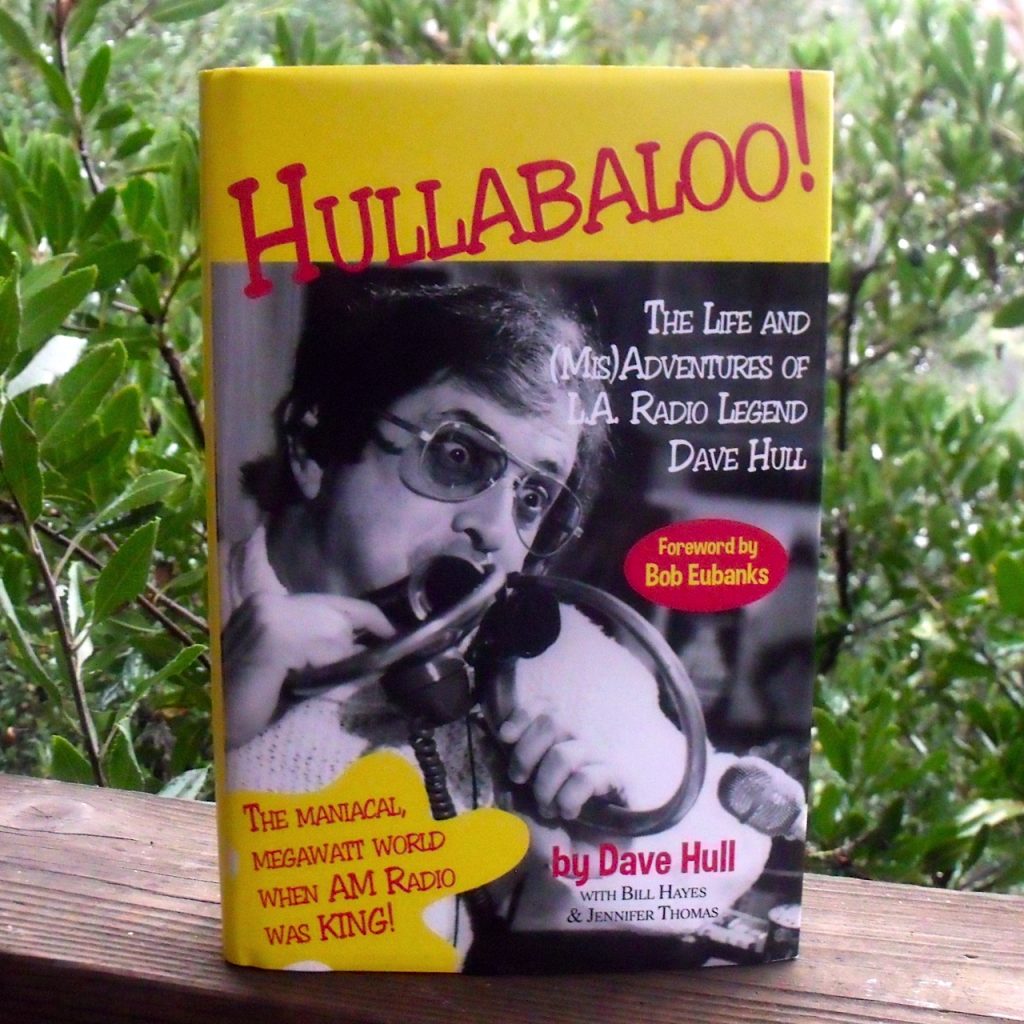 HULLABALOO!
THE LIFE AND
(MIS)ADVENTURES OF
L.A. RADIO LEGEND
DAVE HULL
Foreword by
Bob Eubanks
THE MANIACAL,
MEGAWATT WORLD
WHEN AM RADIO
WAS KING!
by Dave Hull
WITH BILL HAYES
& JENNIFER THOMAS